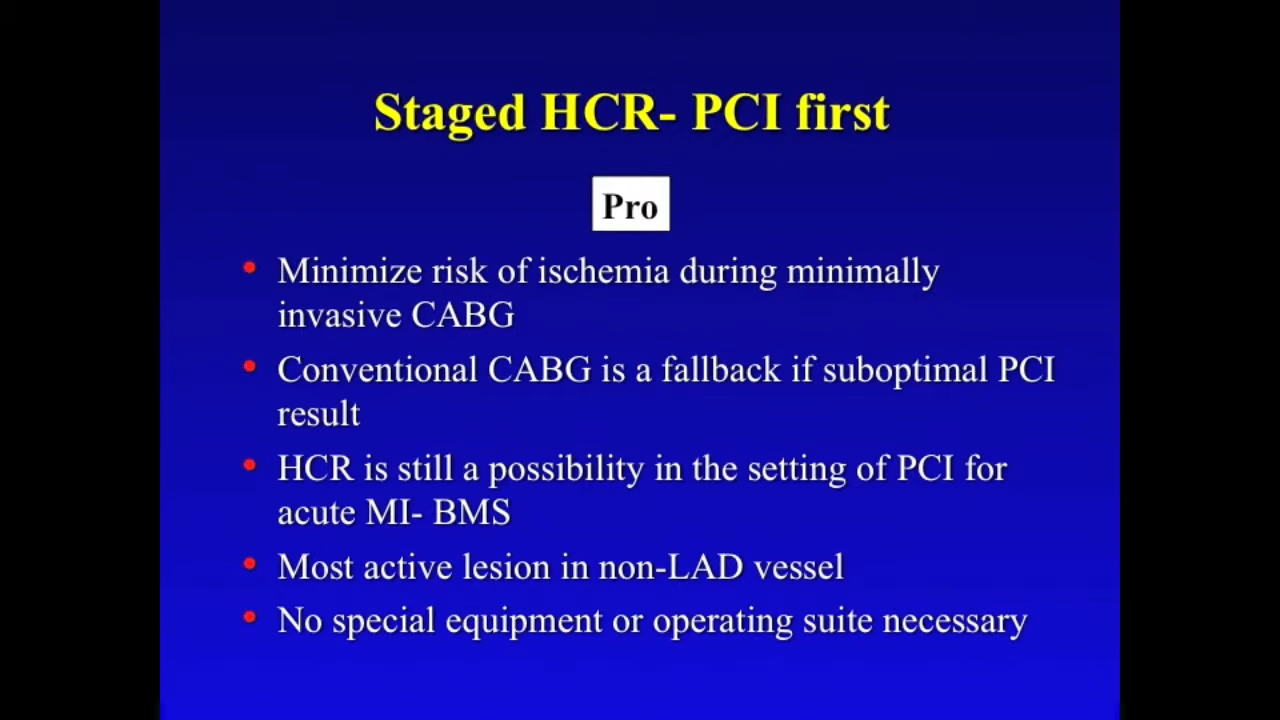 Staged HCR- PCI first
Pro
• Minimize risk of ischemia during minimally
invasive CABG
• Conventional CABG is a fallback if suboptimal PCI
result
• HCR is still a possibility in the setting of PCI for
acute MI- BMS
• Most active lesion in non-LAD vessel
• No special equipment or operating suite necessary